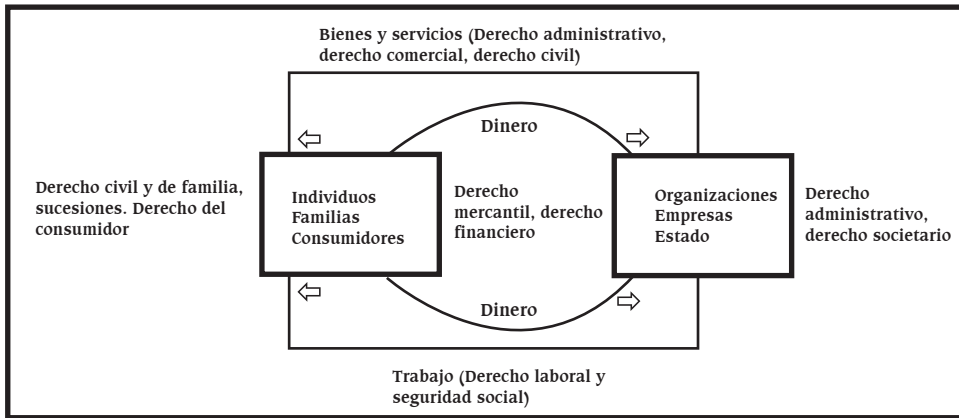 Bienes y servicios (Derecho administrativo,
derecho comercial, derecho civil)
Dinero
Derecho civil y de familia,
sucesiones. Derecho del
consumidor
Individuos
Familias
Consumidores
Derecho
mercantil, derecho
financiero
Organizaciones
Empresas
Estado
Derecho
administrativo,
derecho societario
Dinero
Trabajo (Derecho laboral y
seguridad social)